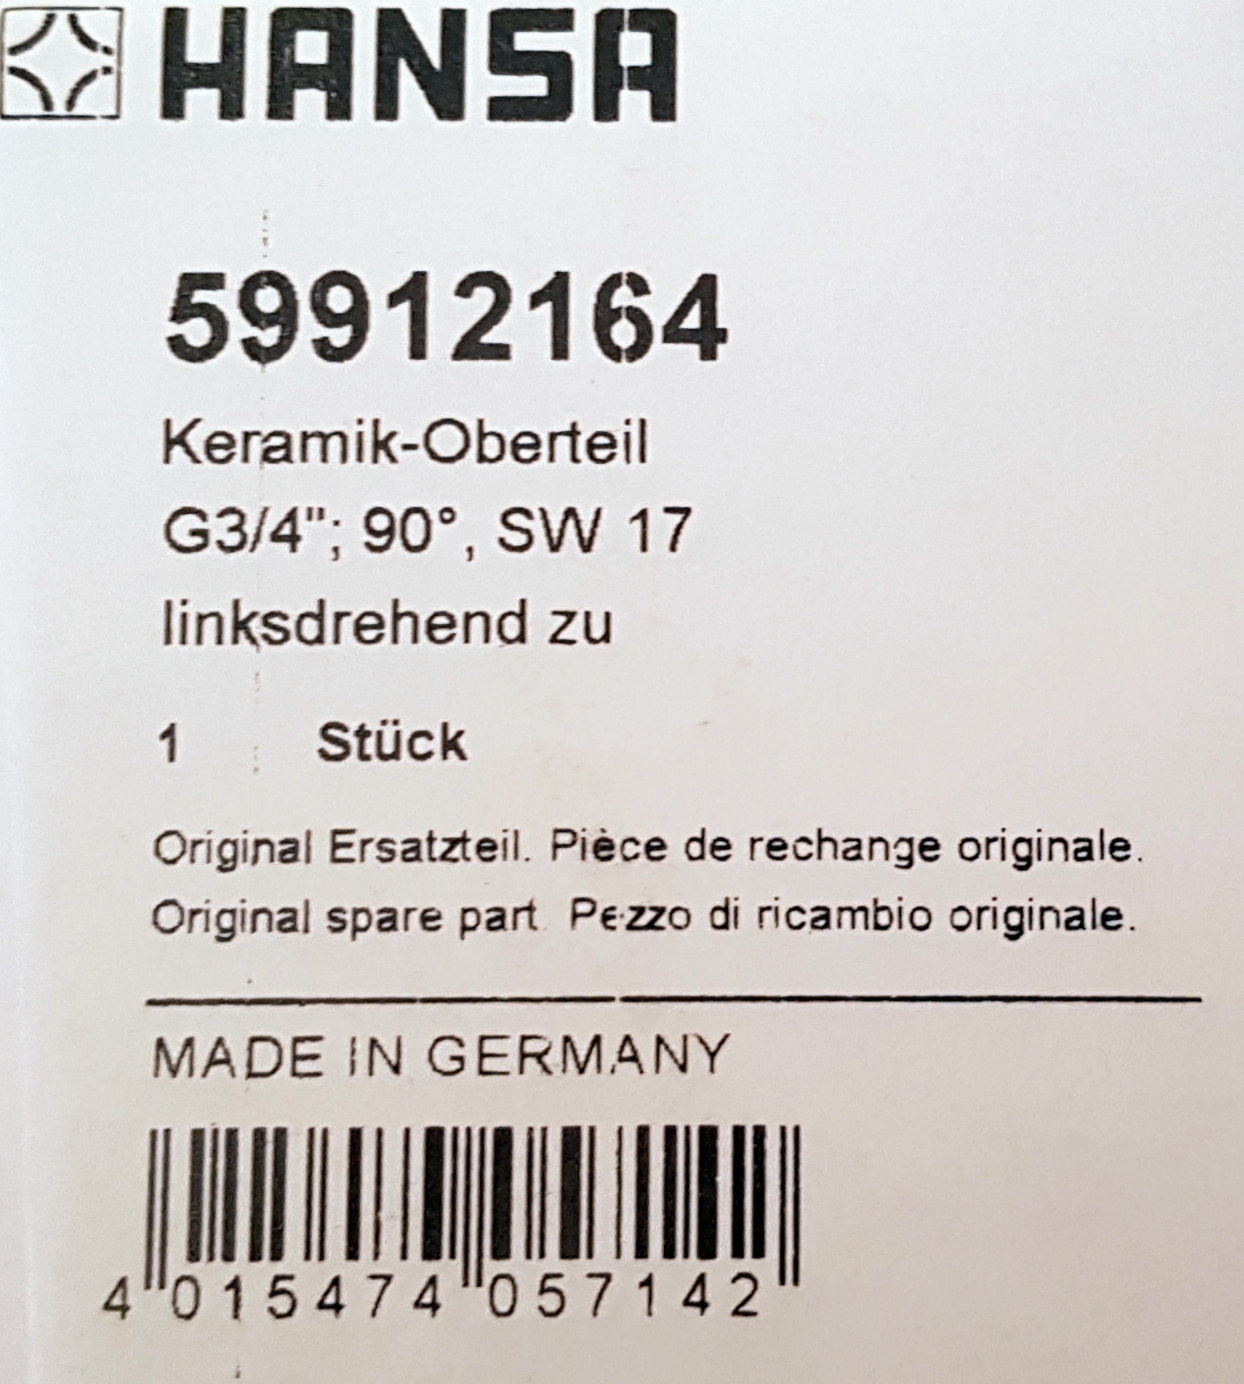 HANSA
59912164
Keramik-Oberteil
G3/4"; 90°, SW 17
linksdrehend zu
1 Stück
Original Ersatzteil. Pièce de rechange originale.
Original spare part. Pezzo di ricambio originale.
MADE IN GERMANY
4 015474 057142